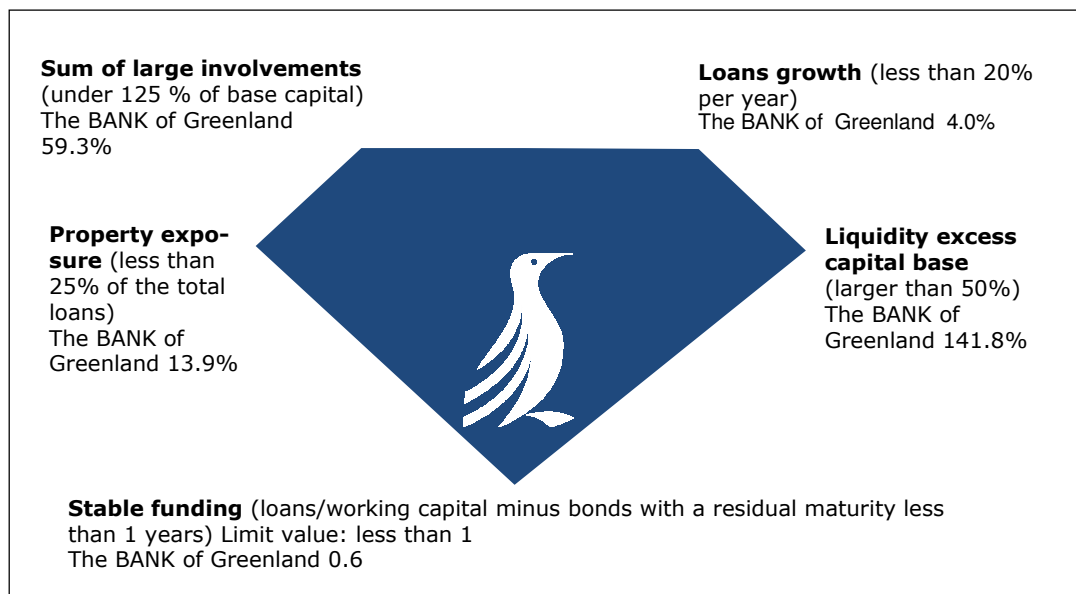 Sum of large involvements
(under 125 % of base capital)
The BANK of Greenland
59.3%
Loans growth (less than 20%
per year)
The BANK of Greenland 4.0%
Property expo-
sure (less than
25% of the total
loans)
The BANK of
Greenland 13.9%
Liquidity excess
capital base
(larger than 50%)
The BANK of
Greenland 141.8%
Stable funding (loans/working capital minus bonds with a residual maturity less
than 1 years) Limit value: less than 1
The BANK of Greenland 0.6